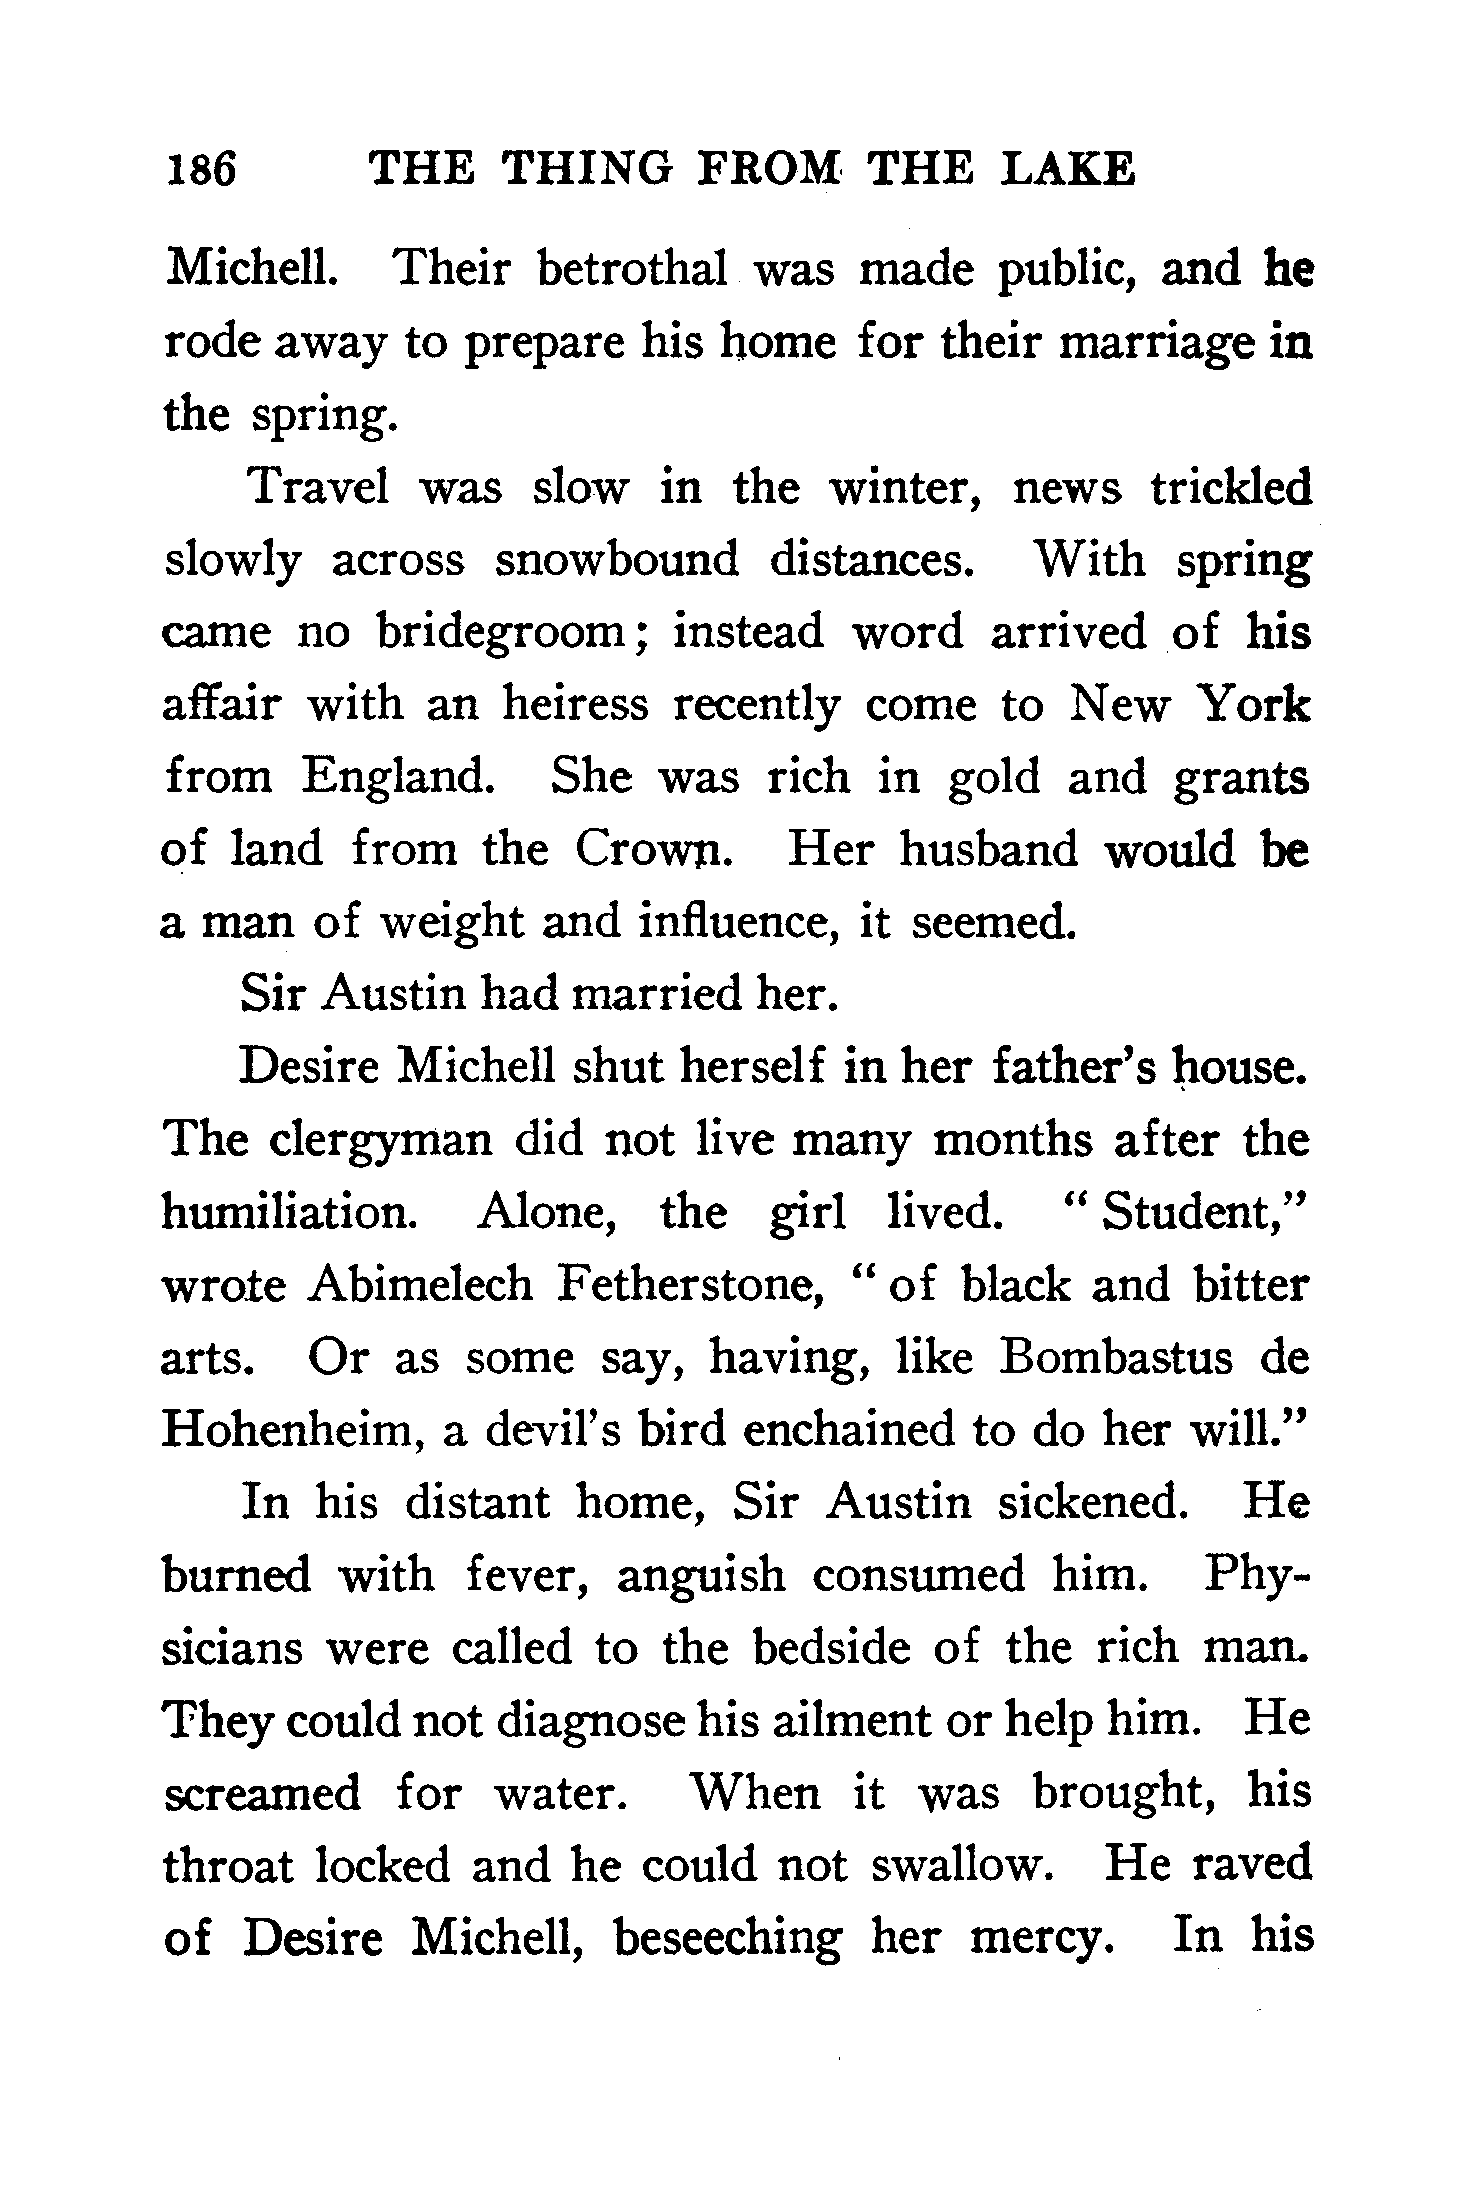 186 THE THING FROM THE LAKE
Michell. Their betrothal was made public, and he
rode away to prepare his home for their marriage in
the spring.
Travel was slow in the winter, news trickled
slowly across snowbound distances. With spring
came no bridegroom; instead word arrived of his
affair with an heiress recently come to New York
from England. She was rich in gold and grants
of land from the Crown. Her husband would be
a man of weight and influence, it seemed.
Sir Austin had married her.
Desire Michell shut herself in her father's house.
The clergyman did not live many months after the
humiliation. Alone, the girl lived. “ Student,”
wrote Abimelech Fetherstone, “ of black and bitter
arts. Or as some say, having, like Bombastus de
Hohenheim, a devil's bird enchained to do her will.”
In his distant home, Sir Austin sickened. He
burned with fever, anguish consumed him. Phy-
sicians were called to the bedside of the rich man.
They could not diagnose his ailment or help him. He
screamed for water. When it was brought, his
throat locked and he could not swallow. He raved
of Desire Michell, beseeching her mercy. In his